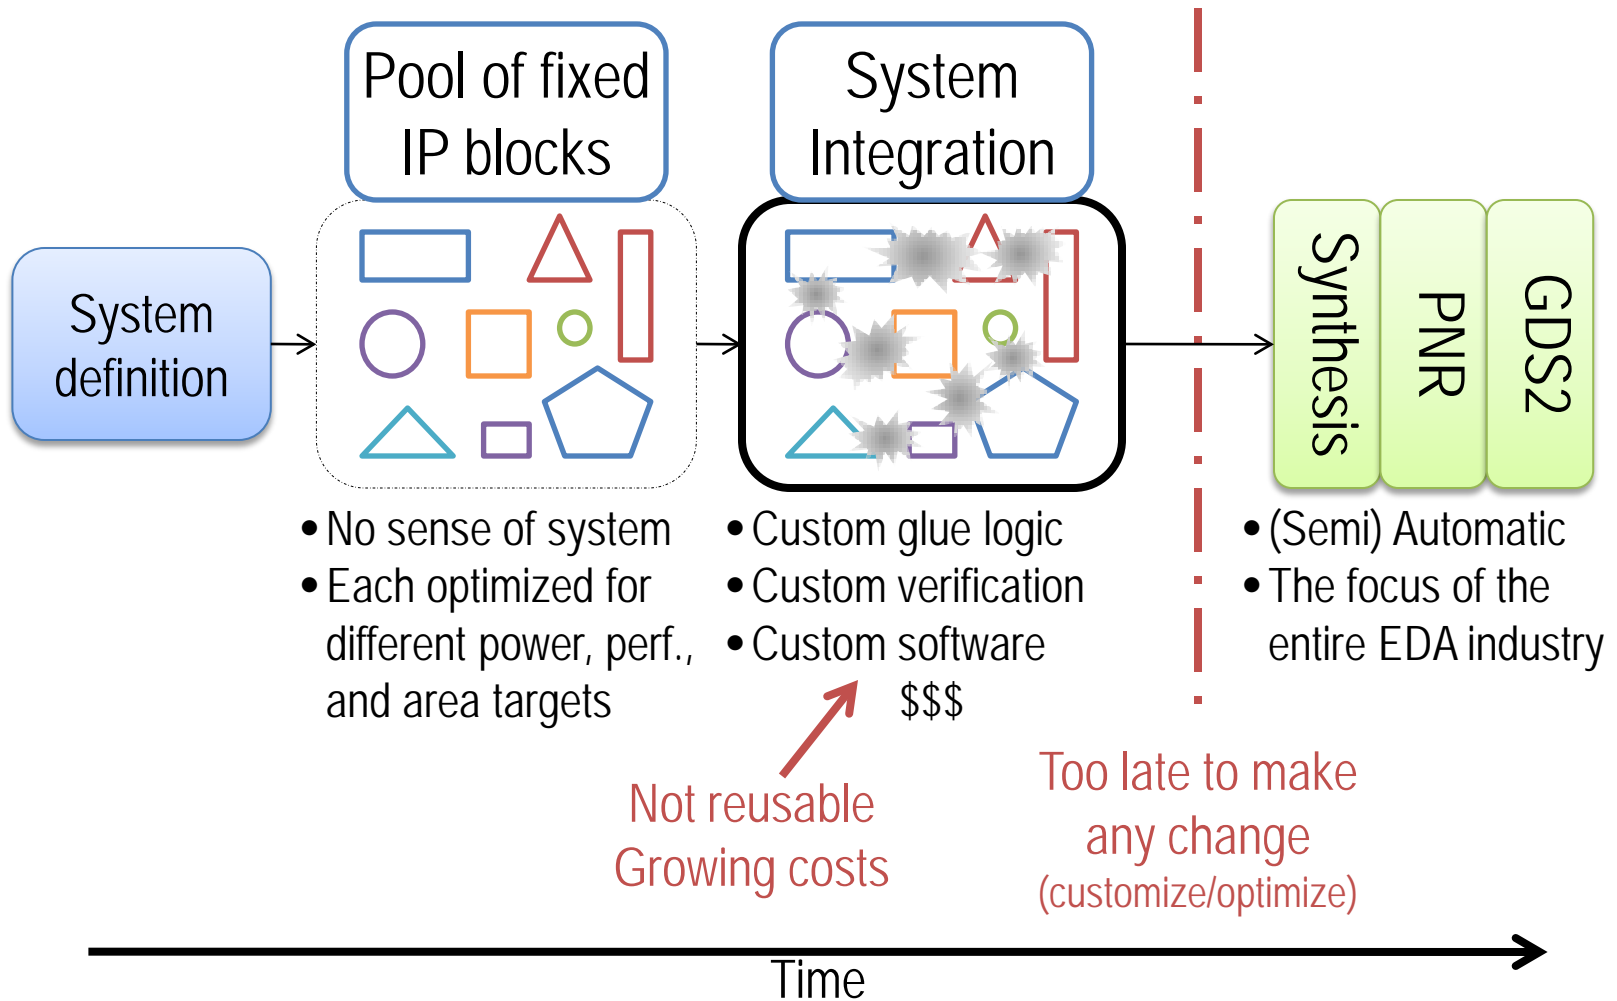 Pool of fixed
IP blocks
System
Integration
System
definition
Synthesis
PNR
GDS2
• No sense of system
• Each optimized for
different power, perf.,
and area targets
• Custom glue logic
• Custom verification
• Custom software
$$$
• (Semi) Automatic
• The focus of the
entire EDA industry
Not reusable
Growing costs
Too late to make
any change
(customize/optimize)
Time